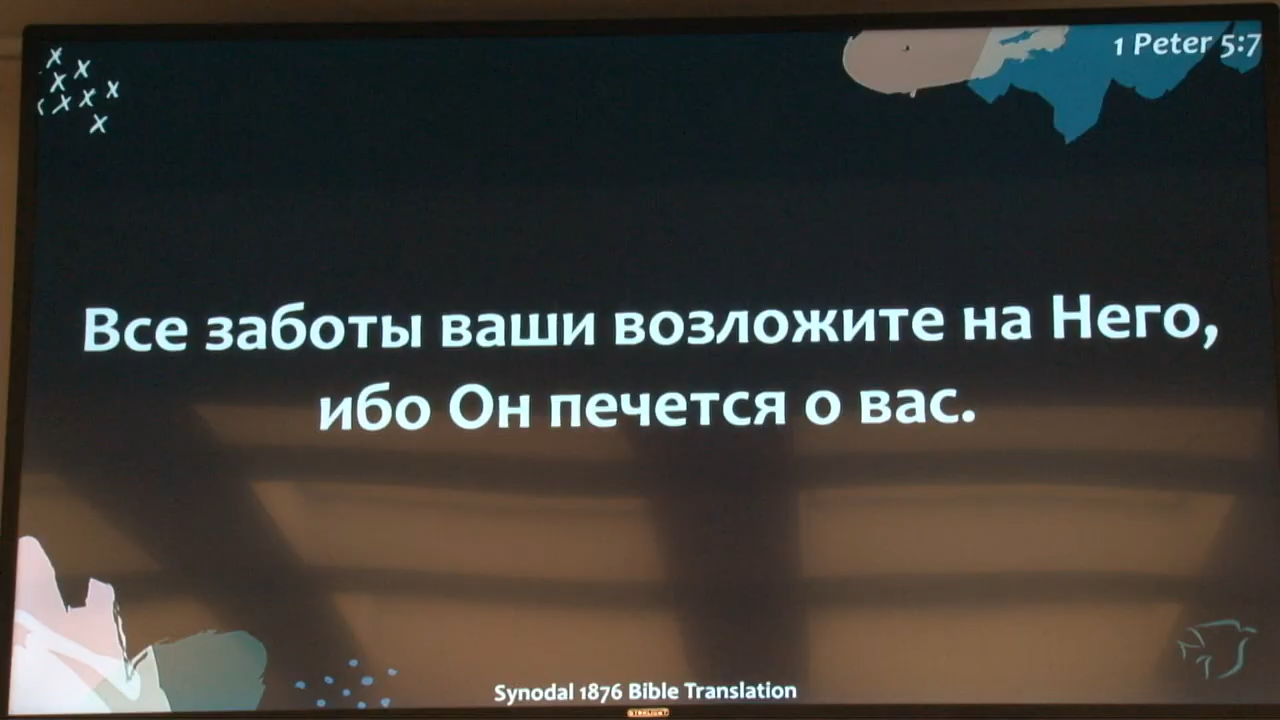 1 Peter 5:7
Все заботы ваши возложите на Него,
ибо Он печется о вас.
Synodal 1876 Bible Translation